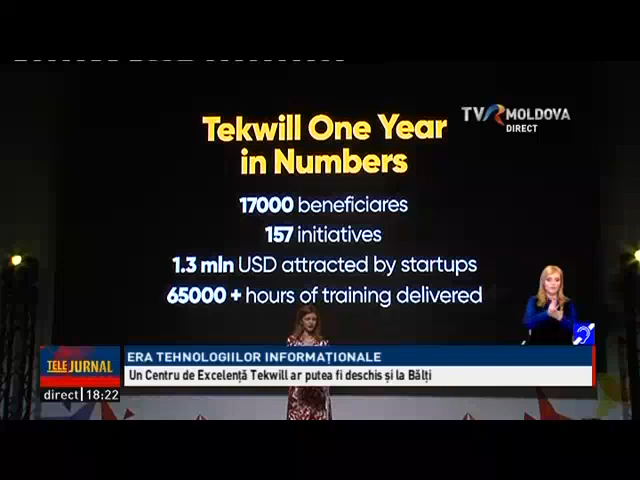 Tekwill One Year
in Numbers
TVR MOLDOVA
DIRECT
17000 beneficiares
157 initiatives
1.3 mln USD attracted by startups
65000 + hours of training delivered
TELE JURNAL
direct 18:22
ERA TEHNOLOGIILOR INFORMAȚIONALE
Un Centru de Excelență Tekwill ar putea fi deschis și la Bălți